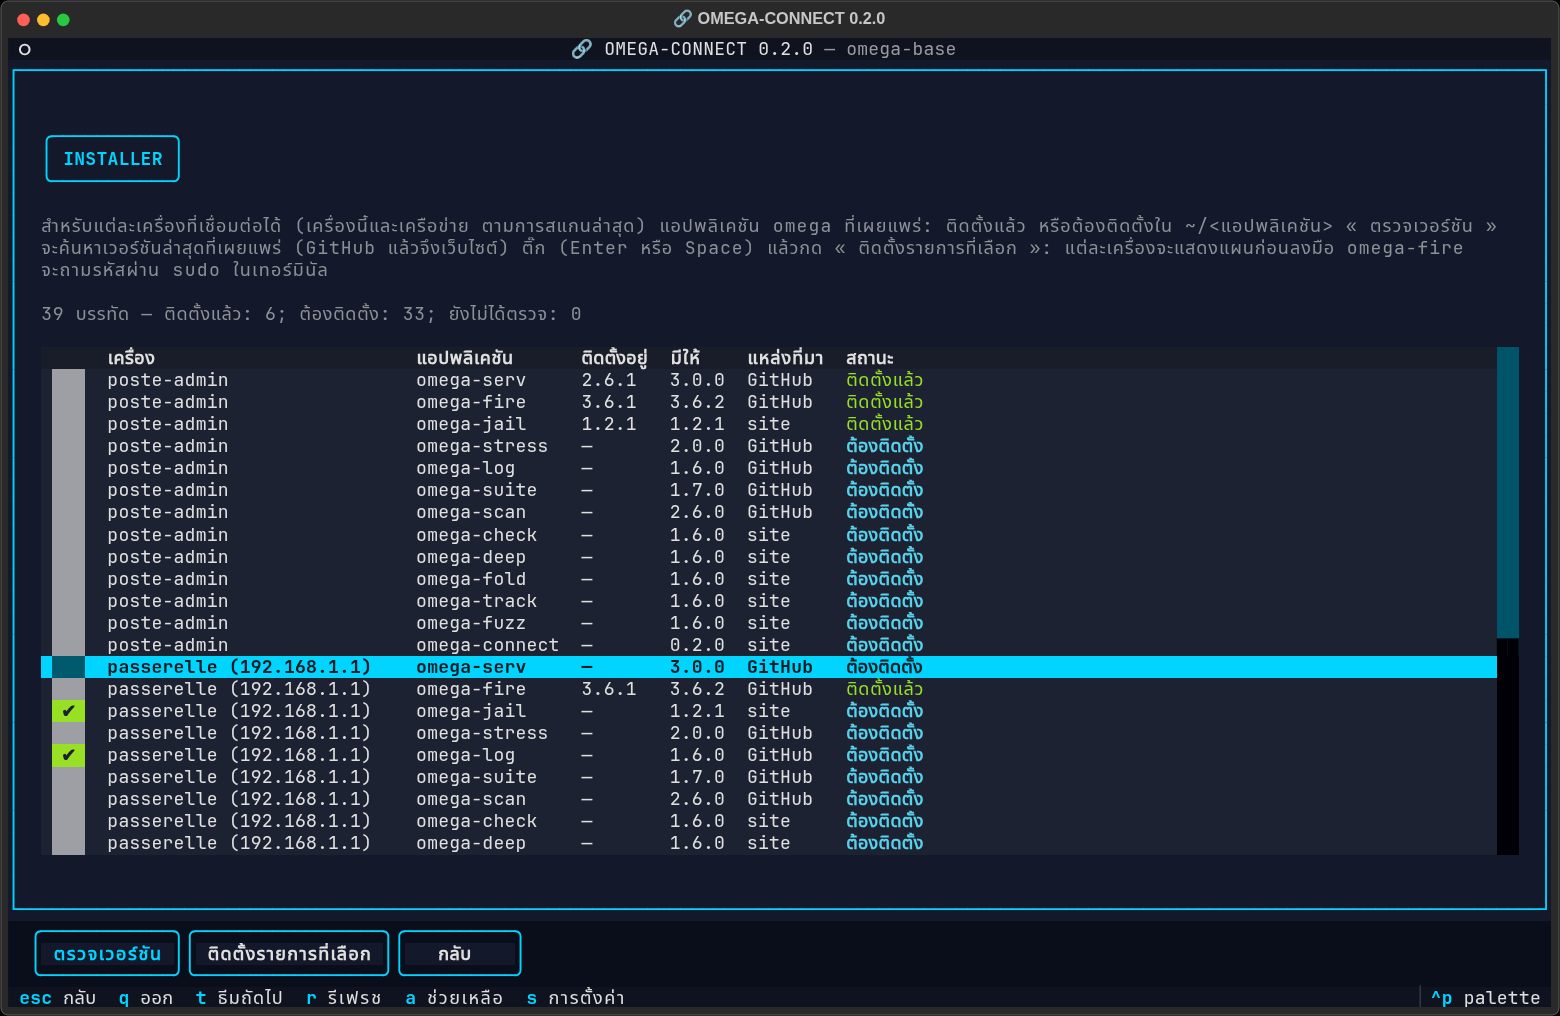 🔗 OMEGA-CONNECT 0.2.0
🔗 OMEGA-CONNECT 0.2.0 — omega-base
INSTALLER
สำหรับแต่ละเครื่องที่เชื่อมต่อได้ (เครื่องนี้และเครือข่าย ตามการสแกนล่าสุด) แอปพลิเคชัน omega ที่เผยแพร่: ติดตั้งแล้ว หรือต้องติดตั้งใน ~/<แอปพลิเคชัน> « ตรวจเวอร์ชัน »
จะค้นหาเวอร์ชันล่าสุดที่เผยแพร่ (GitHub แล้วจึงเว็บไซต์) ติ๊ก (Enter หรือ Space) แล้วกด « ติดตั้งรายการที่เลือก »: แต่ละเครื่องจะแสดงแผนก่อนลงมือ omega-fire
จะถามรหัสผ่าน sudo ในเทอร์มินัล
39 บรรทัด — ติดตั้งแล้ว: 6; ต้องติดตั้ง: 33; ยังไม่ได้ตรวจ: 0
เครื่อง แอปพลิเคชัน ติดตั้งอยู่ มีให้ แหล่งที่มา สถานะ
poste-admin omega-serv 2.6.1 3.0.0 GitHub ติดตั้งแล้ว
poste-admin omega-fire 3.6.1 3.6.2 GitHub ติดตั้งแล้ว
poste-admin omega-jail 1.2.1 1.2.1 site ติดตั้งแล้ว
poste-admin omega-stress — 2.0.0 GitHub ต้องติดตั้ง
poste-admin omega-log — 1.6.0 GitHub ต้องติดตั้ง
poste-admin omega-suite — 1.7.0 GitHub ต้องติดตั้ง
poste-admin omega-scan — 2.6.0 GitHub ต้องติดตั้ง
poste-admin omega-check — 1.6.0 site ต้องติดตั้ง
poste-admin omega-deep — 1.6.0 site ต้องติดตั้ง
poste-admin omega-fold — 1.6.0 site ต้องติดตั้ง
poste-admin omega-track — 1.6.0 site ต้องติดตั้ง
poste-admin omega-fuzz — 1.6.0 site ต้องติดตั้ง
poste-admin omega-connect — 0.2.0 site ต้องติดตั้ง
passerelle (192.168.1.1) omega-serv — 3.0.0 GitHub ต้องติดตั้ง
passerelle (192.168.1.1) omega-fire 3.6.1 3.6.2 GitHub ติดตั้งแล้ว
✔ passerelle (192.168.1.1) omega-jail — 1.2.1 site ต้องติดตั้ง
passerelle (192.168.1.1) omega-stress — 2.0.0 GitHub ต้องติดตั้ง
✔ passerelle (192.168.1.1) omega-log — 1.6.0 GitHub ต้องติดตั้ง
passerelle (192.168.1.1) omega-suite — 1.7.0 GitHub ต้องติดตั้ง
passerelle (192.168.1.1) omega-scan — 2.6.0 GitHub ต้องติดตั้ง
passerelle (192.168.1.1) omega-check — 1.6.0 site ต้องติดตั้ง
passerelle (192.168.1.1) omega-deep — 1.6.0 site ต้องติดตั้ง
ตรวจเวอร์ชัน ติดตั้งรายการที่เลือก กลับ
esc กลับ q ออก t ธีมถัดไป r รีเฟรช a ช่วยเหลือ s การตั้งค่า ^p palette